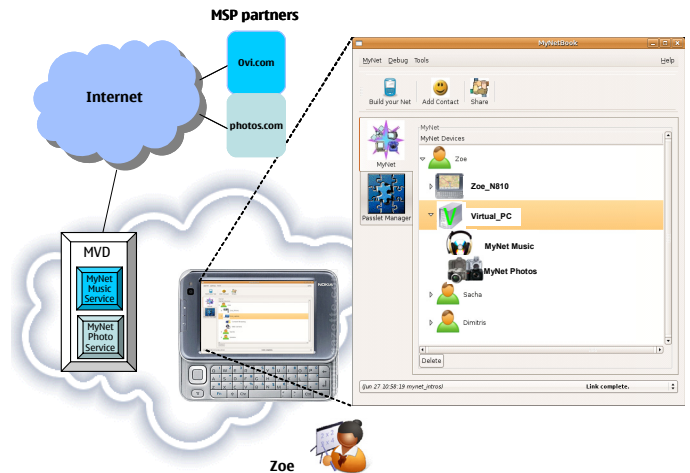 MSP partners
Ovi.com
photos.com
Internet
MVD
MyNet
Music
Service
MyNet
Photo
Service
NOKIA
Zoe
MyNetBook
MyNet Debug Tools Help
Build your Net Add Contact Share
MyNet
Passlet Manager
MyNet
MyNet Devices
Zoe
Zoe_N810
Virtual_PC
MyNet Music
MyNet Photos
Sacha
Dimitris
Delete
(Jun 27 10:58:19 mynet_intros) Link complete.